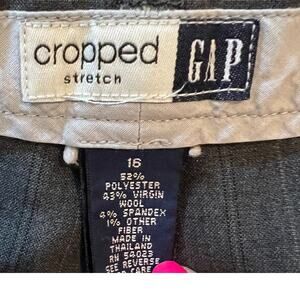 cropped
stretch
GAP
16
52%
POLYESTER
43% VIRGIN
WOOL
4% SPANDEX
1% OTHER
FIBER
MADE IN
THAILAND
RN 54023
SEE REVERSE
CARE